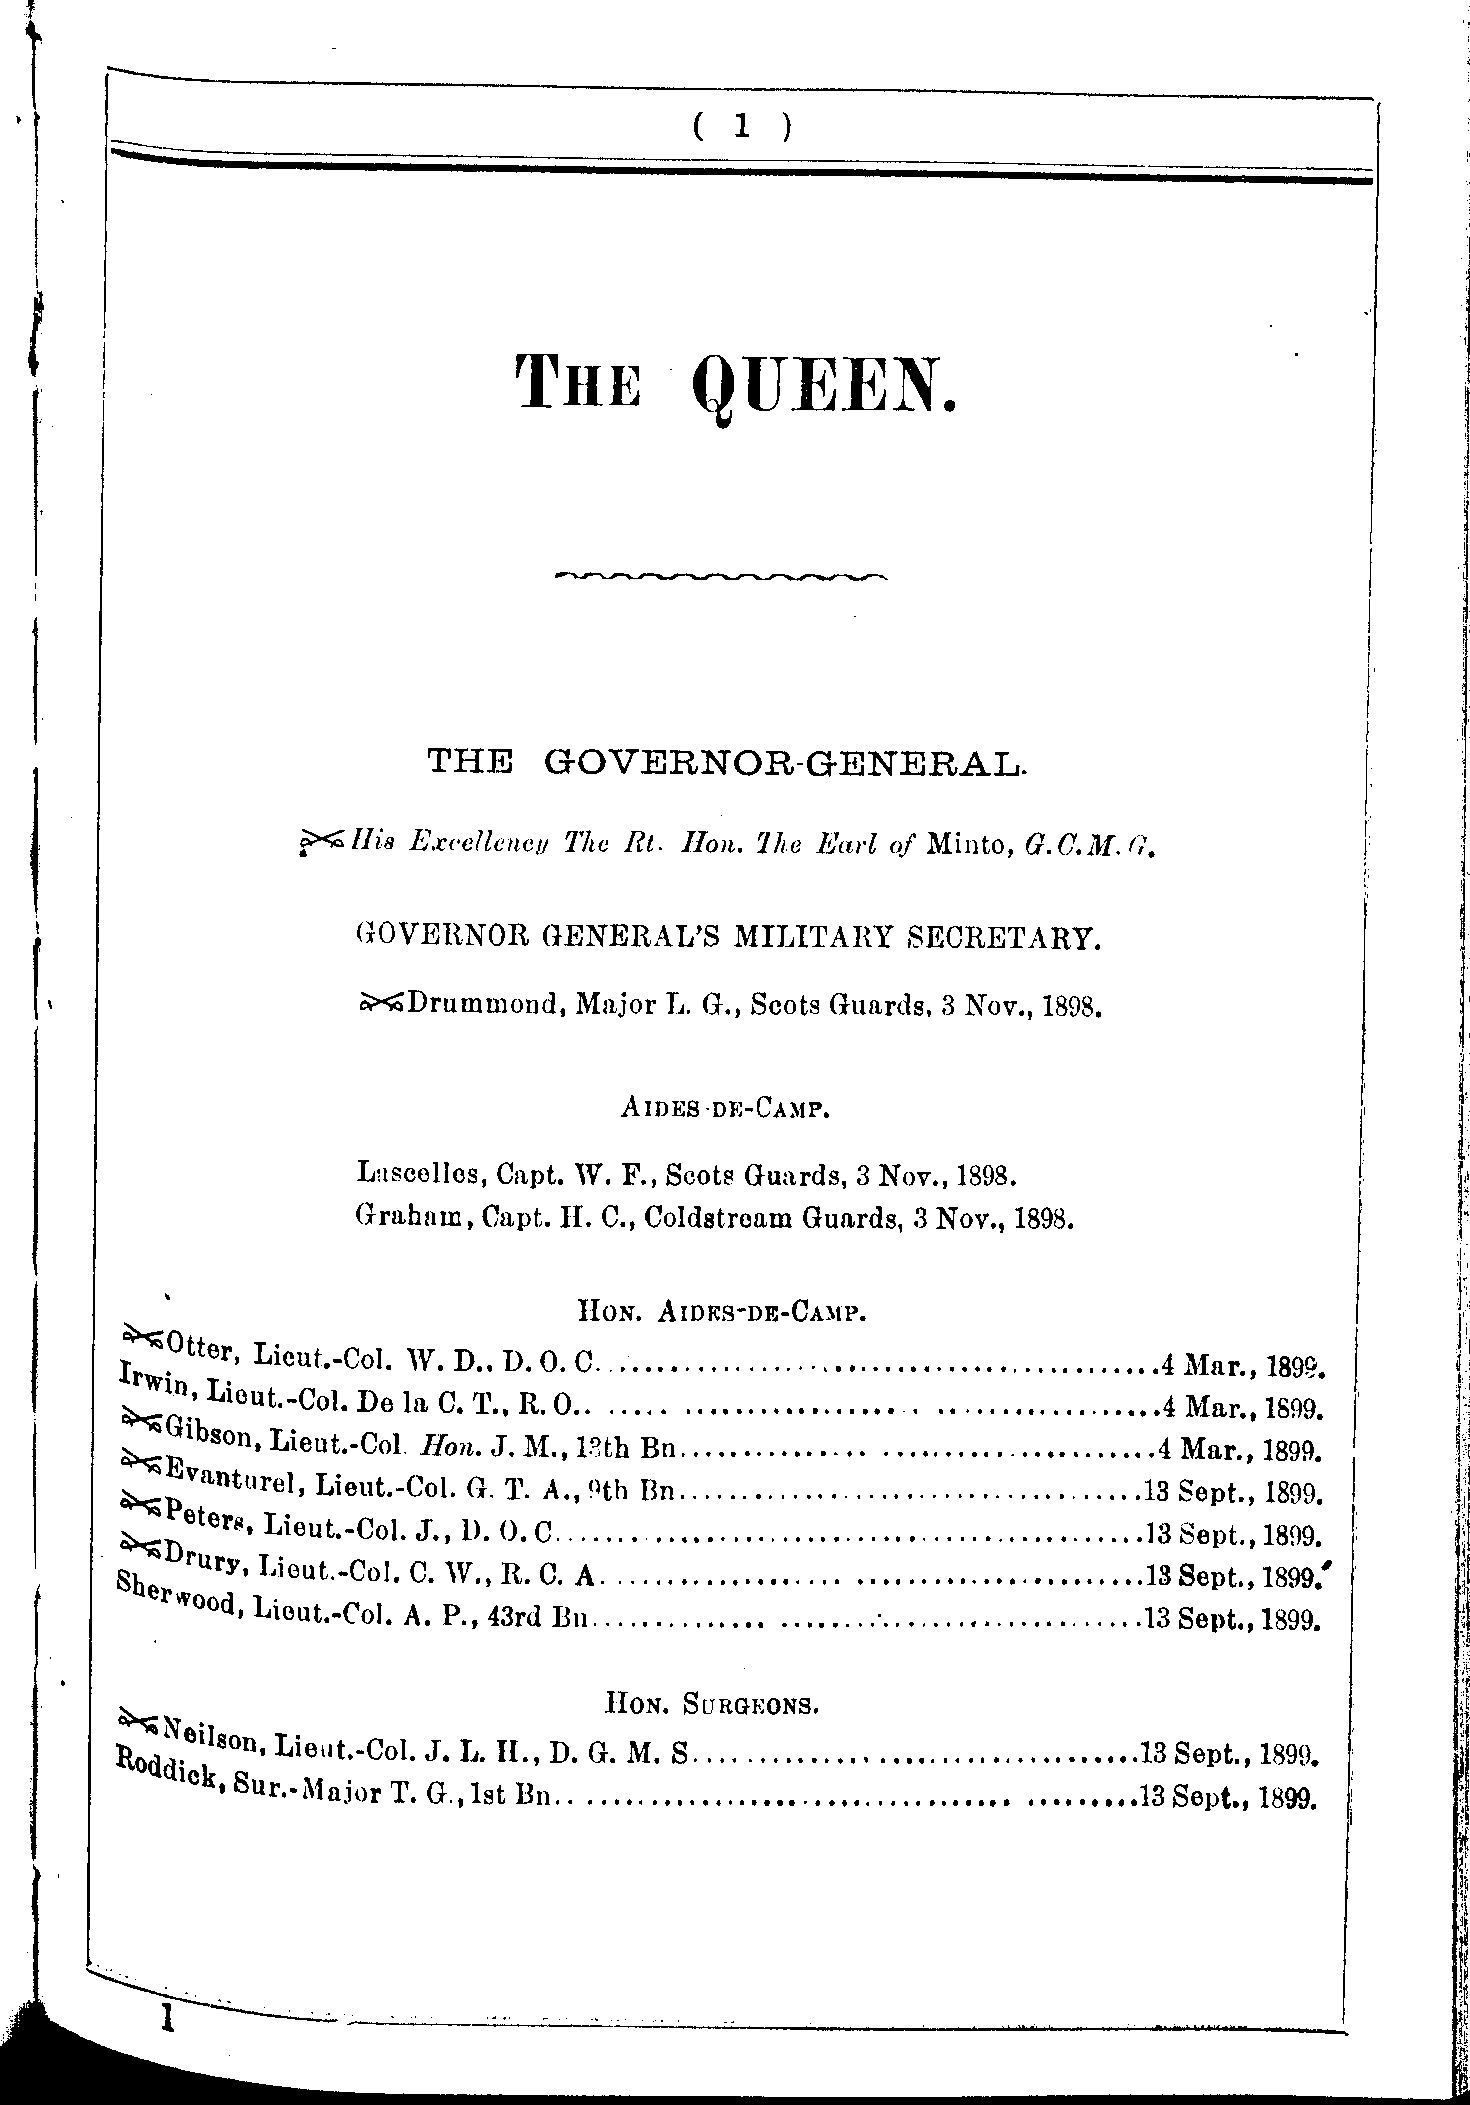 ( 1 )
THE QUEEN.
THE GOVERNOR-GENERAL.
⚔His Excellency The Rt. Hon. The Earl of Minto, G.C.M.G.
GOVERNOR GENERAL'S MILITARY SECRETARY.
⚔Drummond, Major L. G., Scots Guards, 3 Nov., 1898.
AIDES-DE-CAMP.
Lascelles, Capt. W. F., Scots Guards, 3 Nov., 1898.
Graham, Capt. H. C., Coldstream Guards, 3 Nov., 1898.
HON. AIDES-DE-CAMP.
⚔Otter, Lieut.-Col. W. D., D. O. C. ........ 4 Mar., 1899.
Irwin, Lieut.-Col. De la C. T., R. O. ........ 4 Mar., 1899.
⚔Gibson, Lieut.-Col. Hon. J. M., 13th Bn. ........ 4 Mar., 1899.
⚔Evanturel, Lieut.-Col. G. T. A., 9th Bn. ........ 13 Sept., 1899.
⚔Peters, Lieut.-Col. J., D. O. C. ........ 13 Sept., 1899.
⚔Drury, Lieut.-Col. C. W., R. C. A. ........ 13 Sept., 1899.
Sherwood, Lieut.-Col. A. P., 43rd Bn. ........ 13 Sept., 1899.
HON. SURGEONS.
⚔Neilson, Lieut.-Col. J. L. H., D. G. M. S. ........ 13 Sept., 1899.
Roddick, Sur.-Major T. G., 1st Bn. ........ 13 Sept., 1899.
1